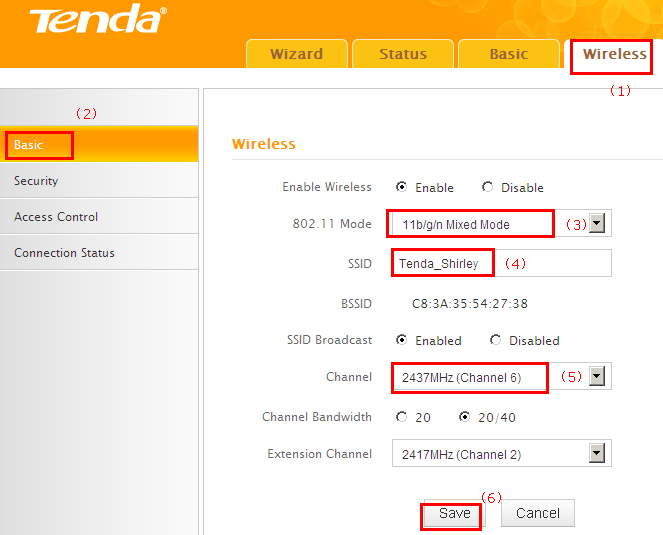 Tenda
Wizard Status Basic Wireless
(1)
(2)
Basic
Security
Access Control
Connection Status
Wireless
Enable Wireless Enable Disable
802.11 Mode 11b/g/n Mixed Mode (3)
SSID Tenda_Shirley (4)
BSSID C8:3A:35:54:27:38
SSID Broadcast Enabled Disabled
Channel 2437MHz (Channel 6) (5)
Channel Bandwidth 20 20/40
Extension Channel 2417MHz (Channel 2)
(6)
Save Cancel